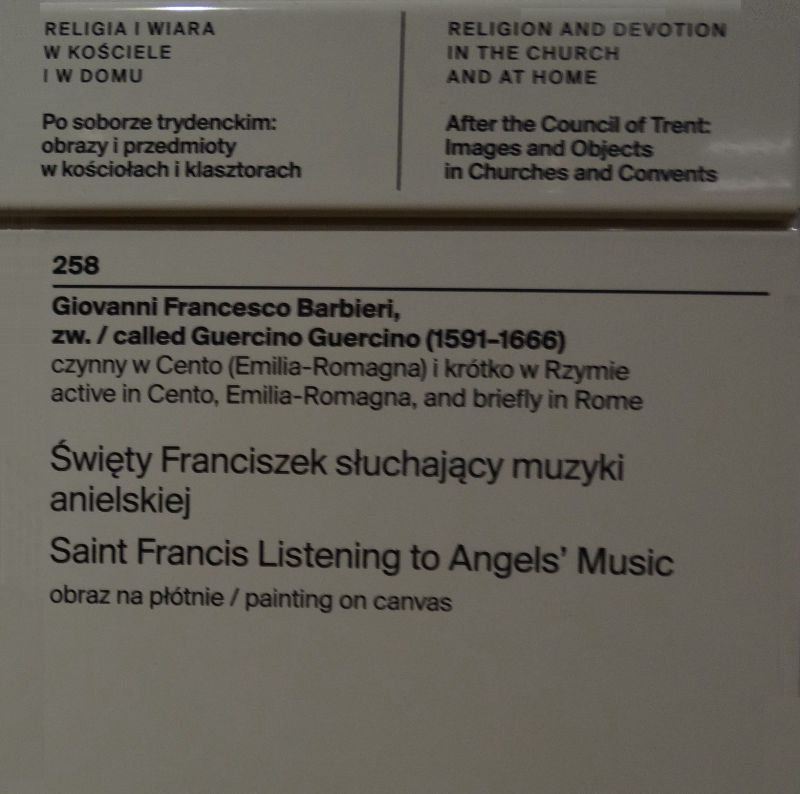 RELIGIA I WIARA
W KOŚCIELE
I W DOMU
Po soborze trydenckim:
obrazy i przedmioty
w kościołach i klasztorach
RELIGION AND DEVOTION
IN THE CHURCH
AND AT HOME
After the Council of Trent:
Images and Objects
in Churches and Convents
258
Giovanni Francesco Barbieri,
zw. / called Guercino Guercino (1591–1666)
czynny w Cento (Emilia-Romagna) i krótko w Rzymie
active in Cento, Emilia-Romagna, and briefly in Rome
Święty Franciszek słuchający muzyki
anielskiej
Saint Francis Listening to Angels' Music
obraz na płótnie / painting on canvas